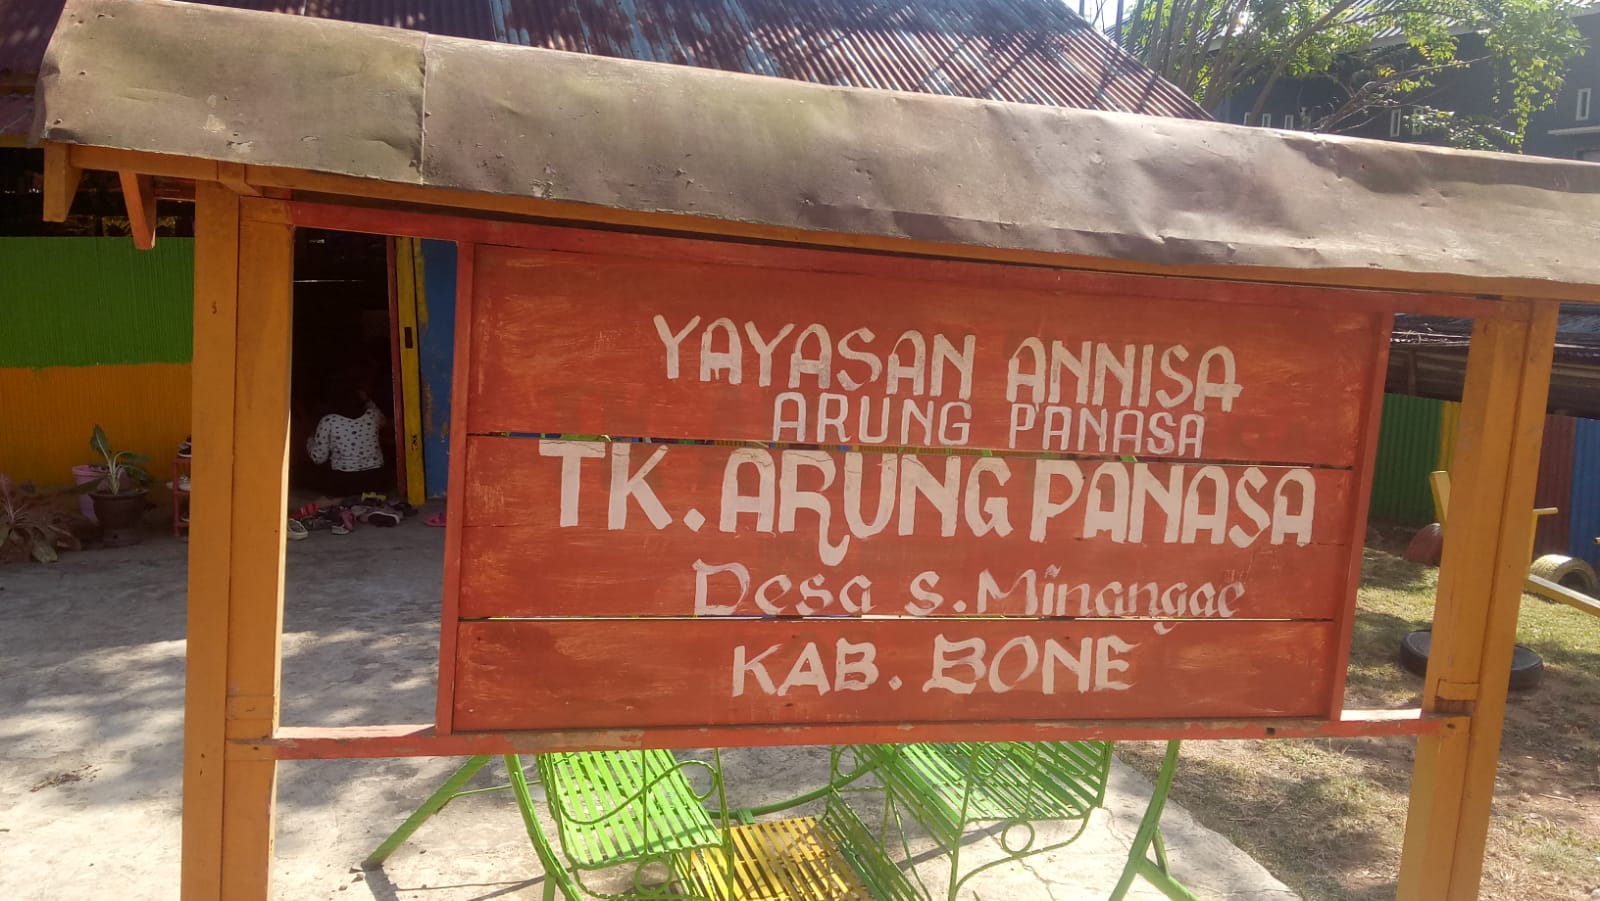 YAYASAN ANNISA
ARUNG PANASA
TK. ARUNG PANASA
Desa S. Minangae
KAB. BONE